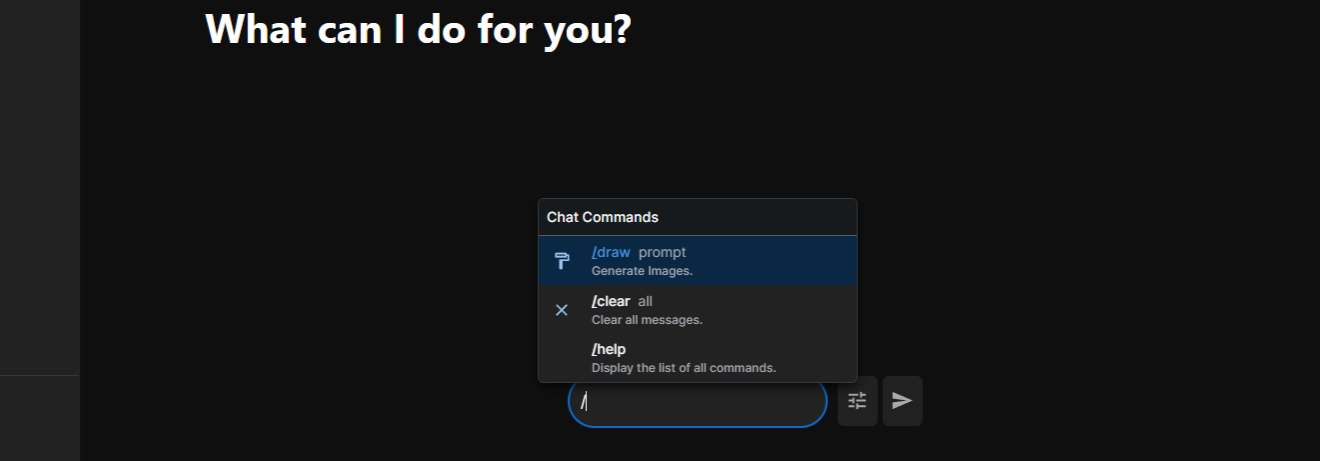 What can I do for you?
Chat Commands
/draw prompt
Generate Images.
/clear all
Clear all messages.
/help
Display the list of all commands.
/